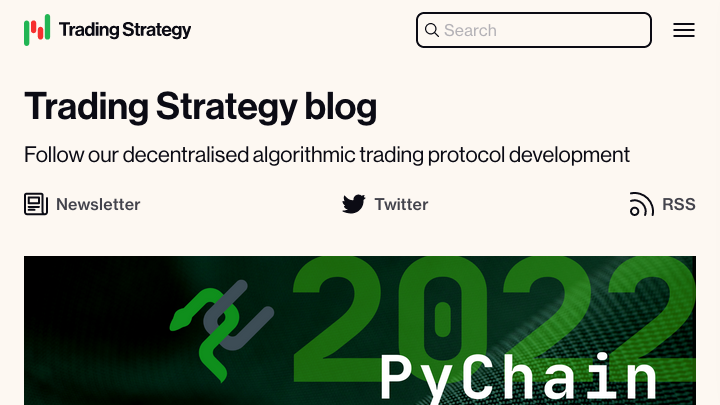 Trading Strategy
Search
Trading Strategy blog
Follow our decentralised algorithmic trading protocol development
Newsletter
Twitter
RSS
2022
PyChain